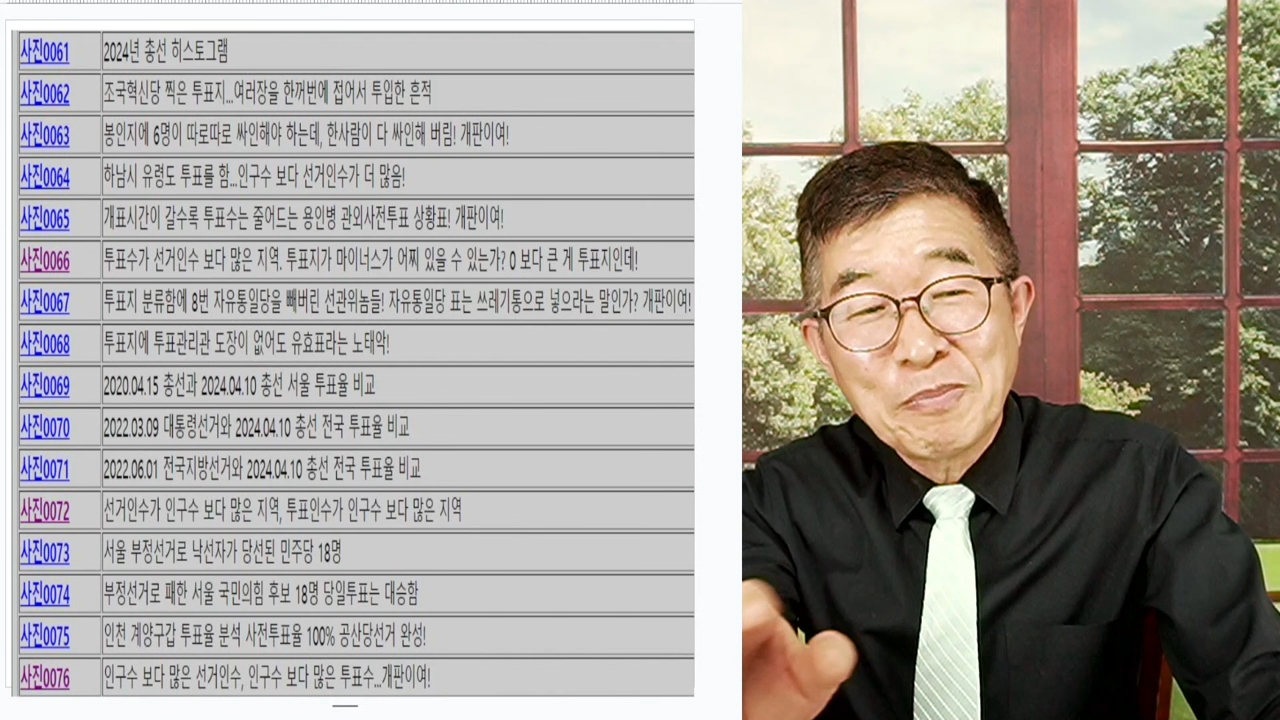 사진0061 2024년 총선 히스토그램
사진0062 조국혁신당 찍은 투표지...여러장을 한꺼번에 접어서 투입한 흔적
사진0063 봉인지에 6명이 따로따로 싸인해야 하는데, 한사람이 다 싸인해 버림! 개판이여!
사진0064 하남시 유령도 투표를 함...인구수 보다 선거인수가 더 많음!
사진0065 개표시간이 갈수록 투표수는 줄어드는 용인병 관외사전투표 상황표! 개판이여!
사진0066 투표수가 선거인수 보다 많은 지역. 투표지가 마이너스가 어찌 있을 수 있는가? 0 보다 큰 게 투표지인데!
사진0067 투표지 분류함에 8번 자유통일당을 빼버린 선관위놈들! 자유통일당 표는 쓰레기통으로 넣으라는 말인가? 개판이여!
사진0068 투표지에 투표관리관 도장이 없어도 유효표라는 노태악!
사진0069 2020.04.15 총선과 2024.04.10 총선 서울 투표율 비교
사진0070 2022.03.09 대통령선거와 2024.04.10 총선 전국 투표율 비교
사진0071 2022.06.01 전국지방선거와 2024.04.10 총선 전국 투표율 비교
사진0072 선거인수가 인구수 보다 많은 지역, 투표인수가 인구수 보다 많은 지역
사진0073 서울 부정선거로 낙선자가 당선된 민주당 18명
사진0074 부정선거로 패한 서울 국민의힘 후보 18명 당일투표는 대승함
사진0075 인천 계양구갑 투표율 분석 사전투표율 100% 공산당선거 완성!
사진0076 인구수 보다 많은 선거인수, 인구수 보다 많은 투표수...개판이여!